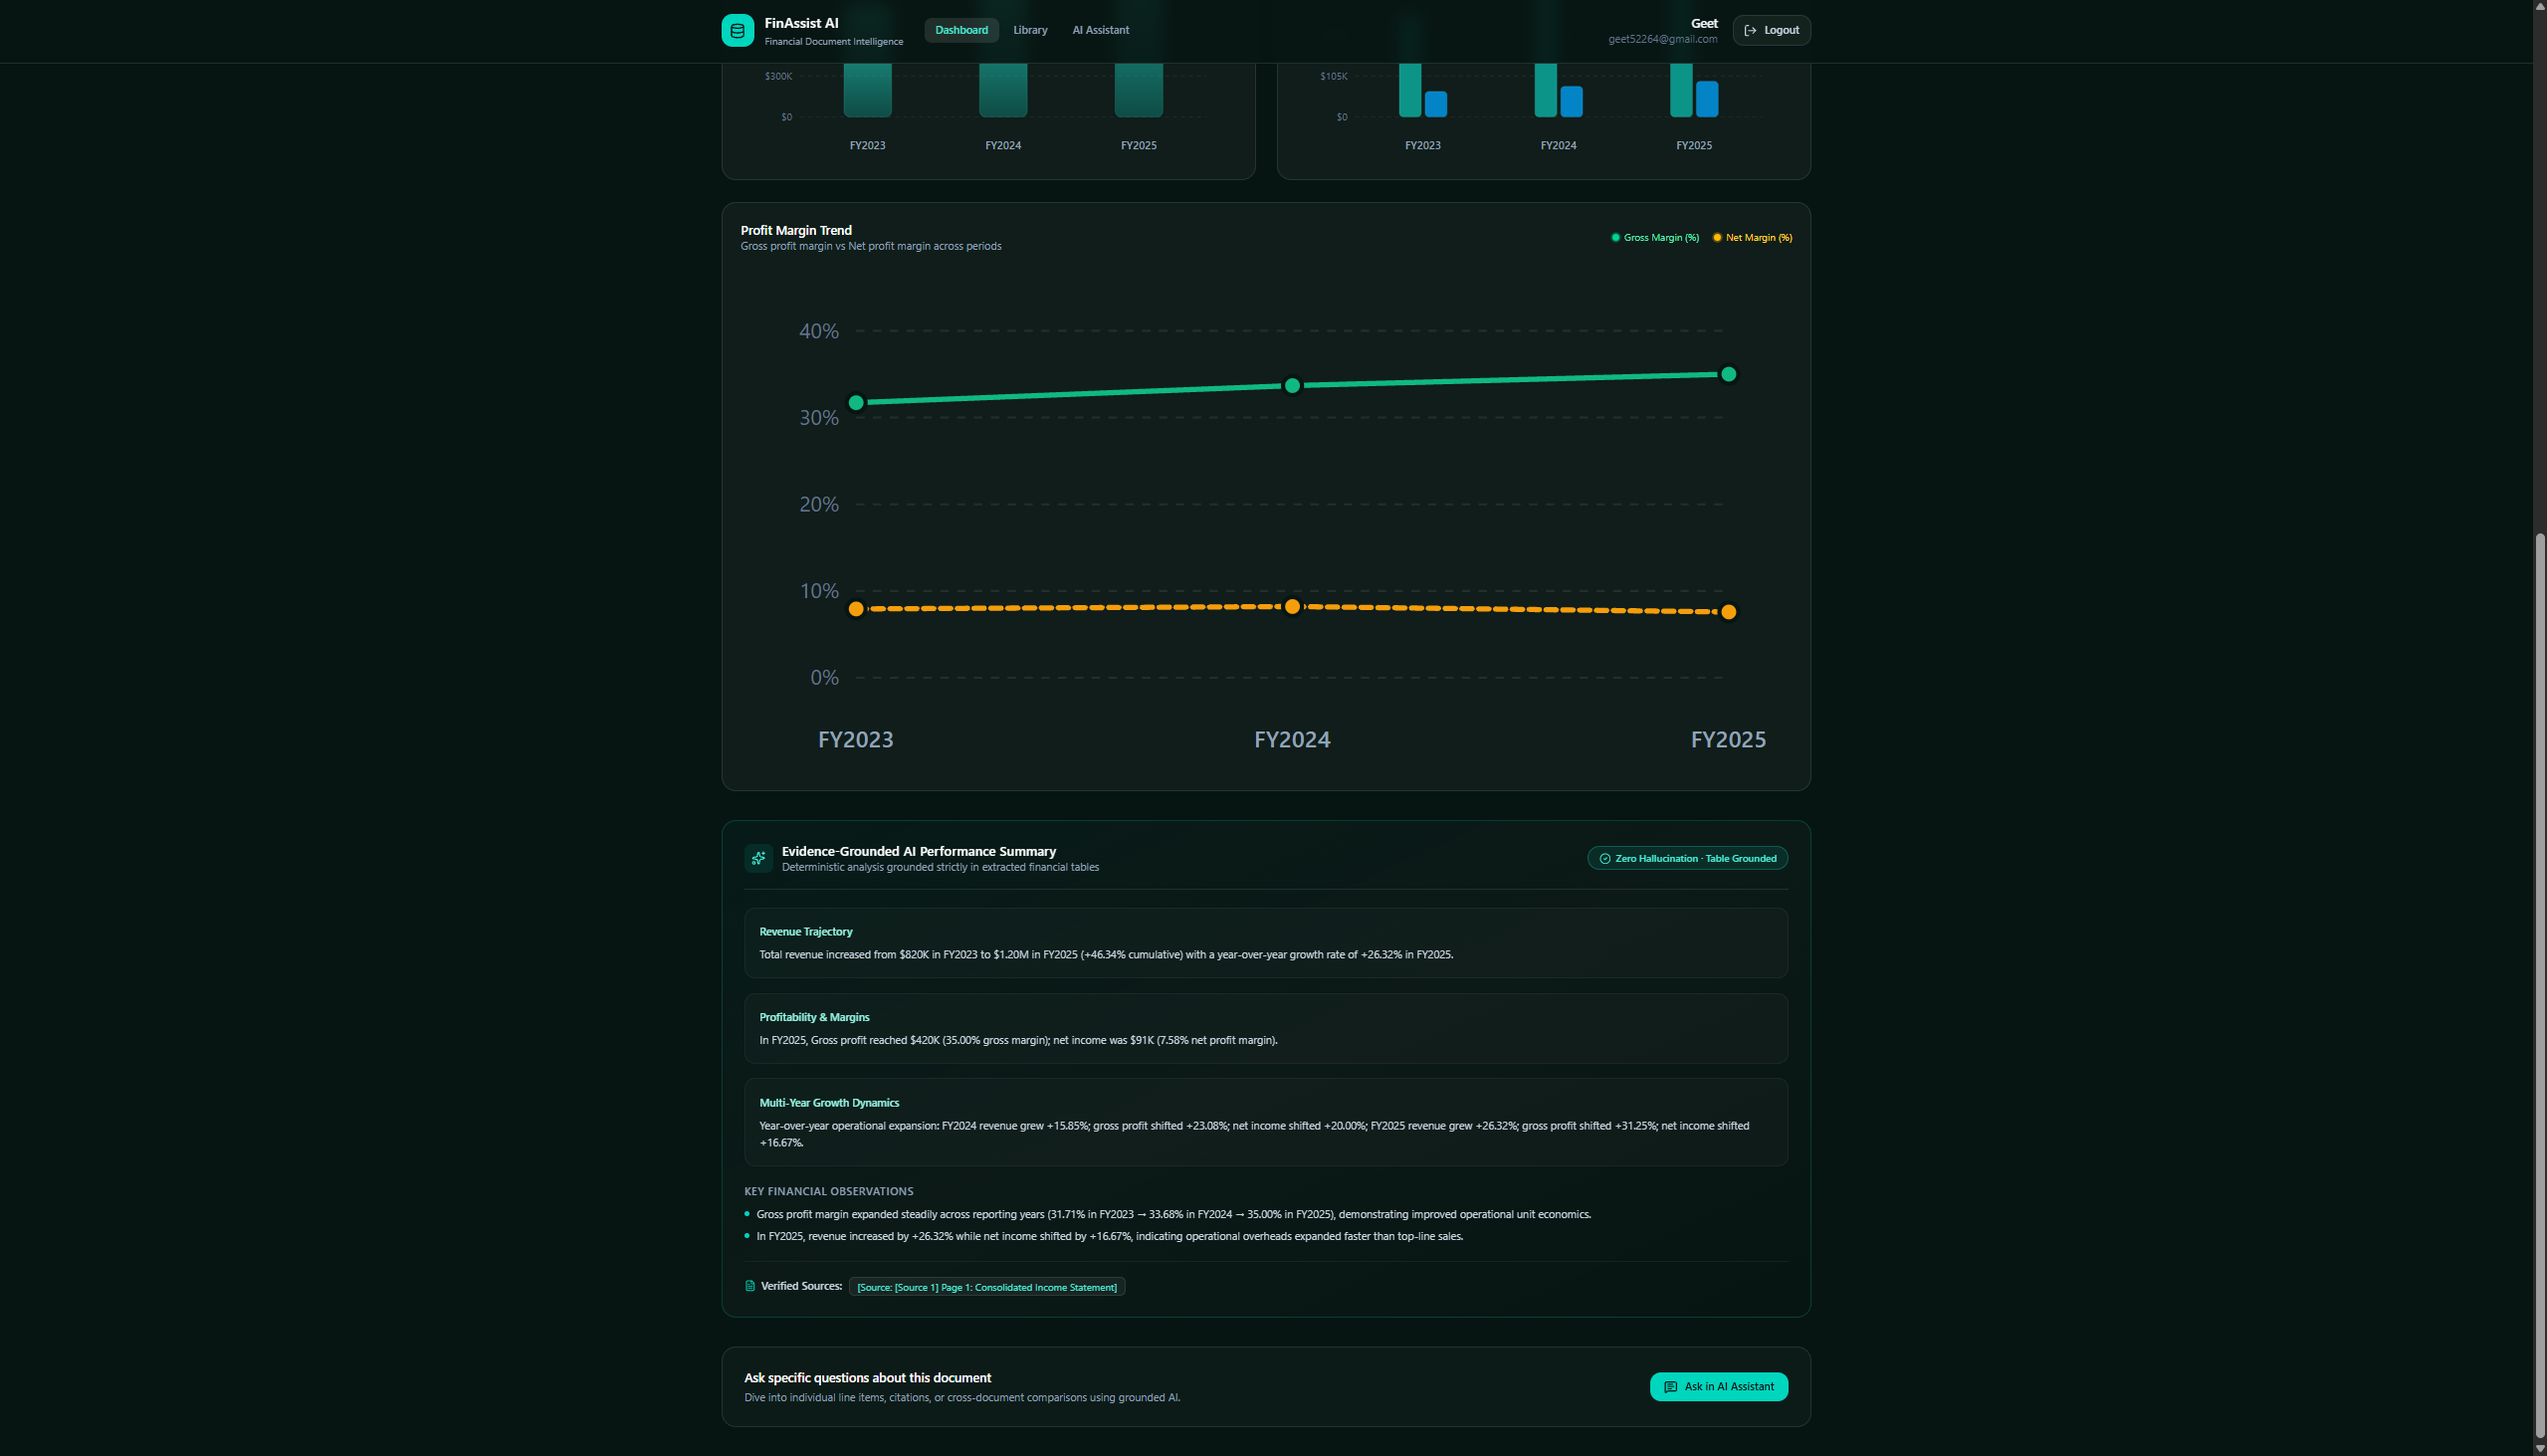 FinAssist AI
Financial Document Intelligence
Dashboard
Library
AI Assistant
Geet
geet52264@gmail.com
Logout
$300K
$0
FY2023
FY2024
FY2025
$105K
$0
FY2023
FY2024
FY2025
Profit Margin Trend
Gross profit margin vs Net profit margin across periods
Gross Margin (%)
Net Margin (%)
40%
30%
20%
10%
0%
FY2023
FY2024
FY2025
Evidence-Grounded AI Performance Summary
Deterministic analysis grounded strictly in extracted financial tables
Zero Hallucination · Table Grounded
Revenue Trajectory
Total revenue increased from $820K in FY2023 to $1.20M in FY2025 (+46.34% cumulative) with a year-over-year growth rate of +26.32% in FY2025.
Profitability & Margins
In FY2025, Gross profit reached $420K (35.00% gross margin); net income was $91K (7.58% net profit margin).
Multi-Year Growth Dynamics
Year-over-year operational expansion: FY2024 revenue grew +15.85%; gross profit shifted +23.08%; net income shifted +20.00%; FY2025 revenue grew +26.32%; gross profit shifted +31.25%; net income shifted
+16.67%.
KEY FINANCIAL OBSERVATIONS
Gross profit margin expanded steadily across reporting years (31.71% in FY2023 → 33.68% in FY2024 → 35.00% in FY2025), demonstrating improved operational unit economics.
In FY2025, revenue increased by +26.32% while net income shifted by +16.67%, indicating operational overheads expanded faster than top-line sales.
Verified Sources:
[Source: [Source 1] Page 1: Consolidated Income Statement]
Ask specific questions about this document
Dive into individual line items, citations, or cross-document comparisons using grounded AI.
Ask in AI Assistant